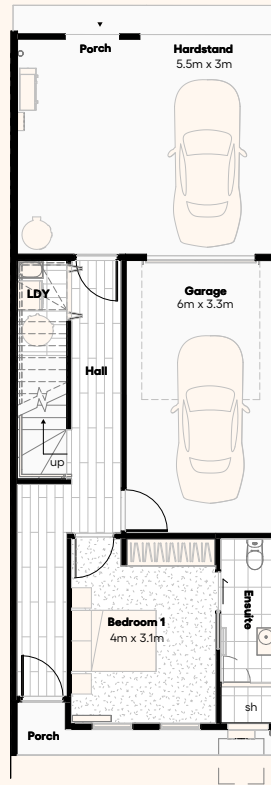 Porch
Hardstand
5.5m x 3m
LDY
Garage
6m x 3.3m
Hall
up
Bedroom 1
4m x 3.1m
Ensuite
sh
Porch